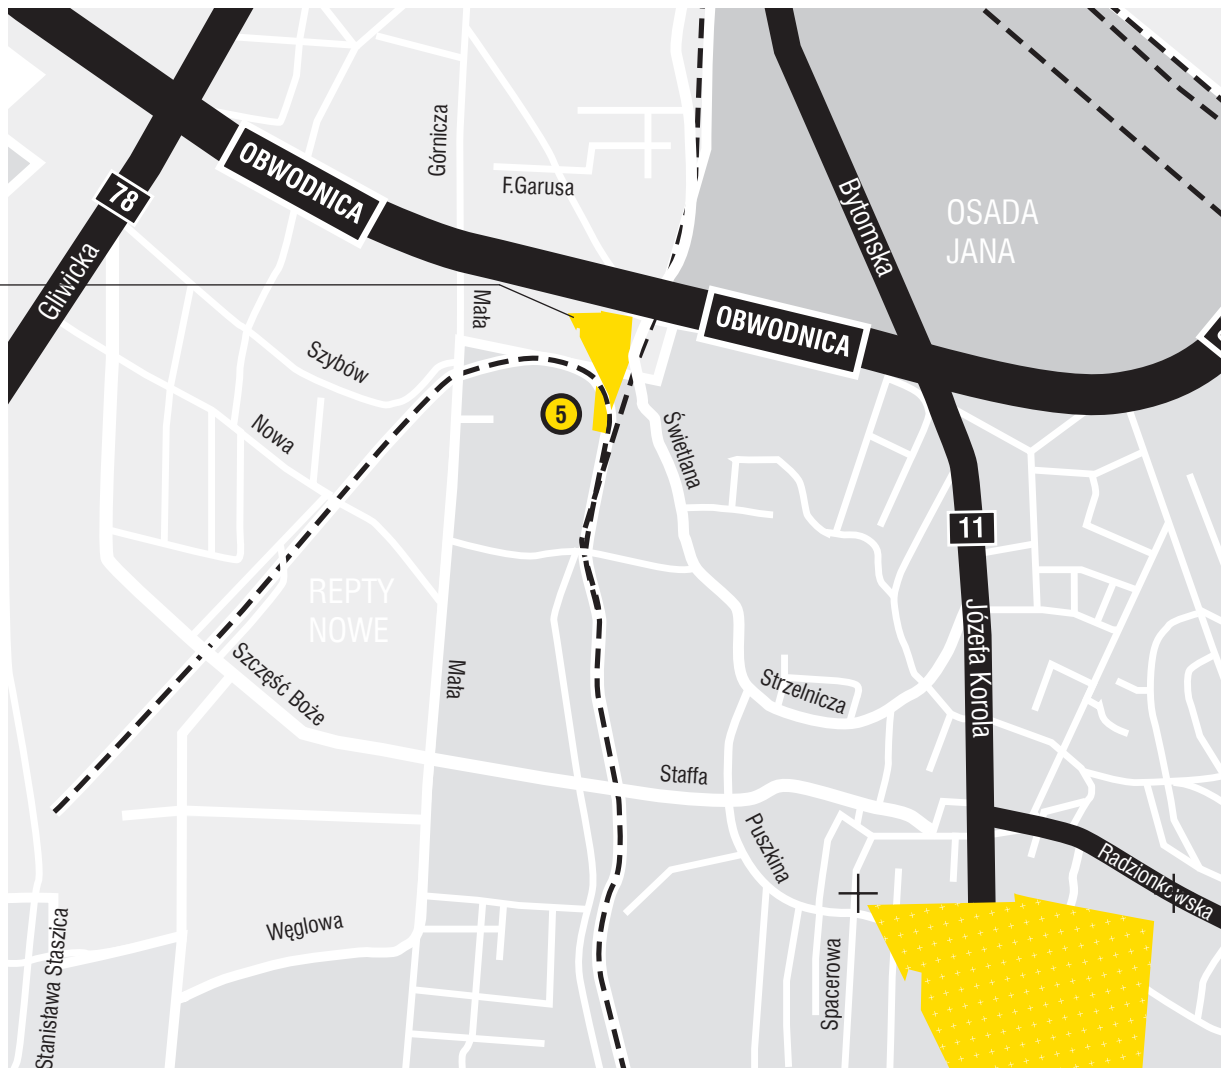 OBWODNICA
Górnicza
F.Garusa
78
Gliwicka
Bytomska
OSADA
JANA
Mała
OBWODNICA
Szybów
Nowa
5
Świetlana
11
REPTY
NOWE
Józefa Korola
Szczęść Boże
Mała
Strzelnicza
Staffa
Puszkina
Radzionkowska
Węglowa
Stanisława Staszica
Spacerowa